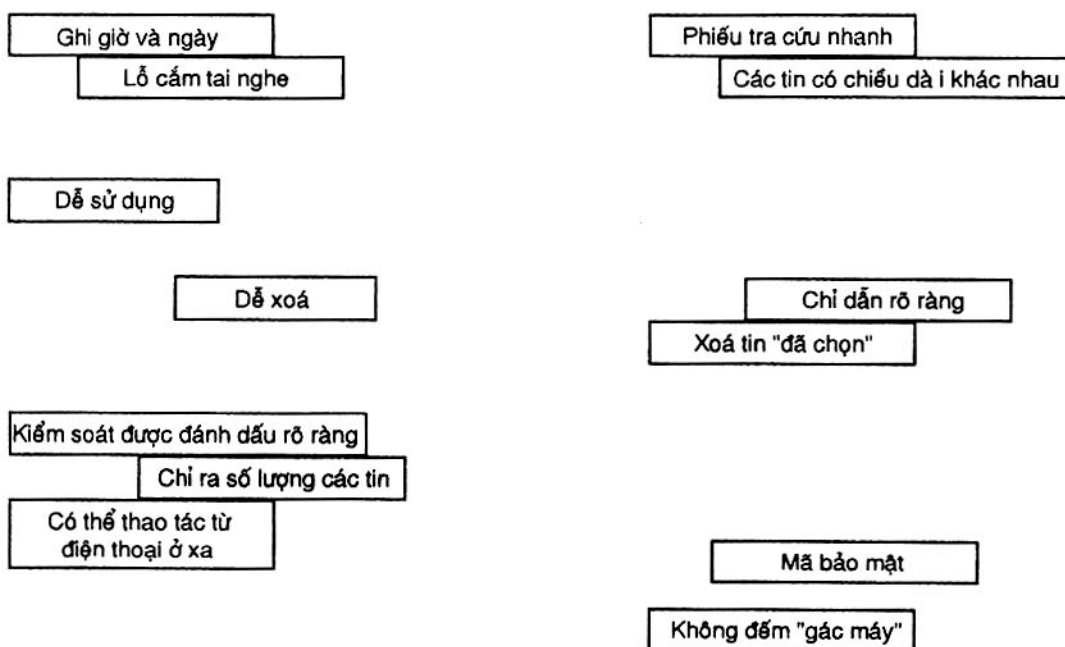 Ghi giờ và ngày
Lỗ cắm tai nghe
Dễ sử dụng
Dễ xoá
Kiểm soát được đánh dấu rõ ràng
Chỉ ra số lượng các tin
Có thể thao tác từ
điện thoại ở xa
Phiếu tra cứu nhanh
Các tin có chiều dà i khác nhau
Chỉ dẫn rõ ràng
Xoá tin "đã chọn"
Mã bảo mật
Không đếm "gác máy"